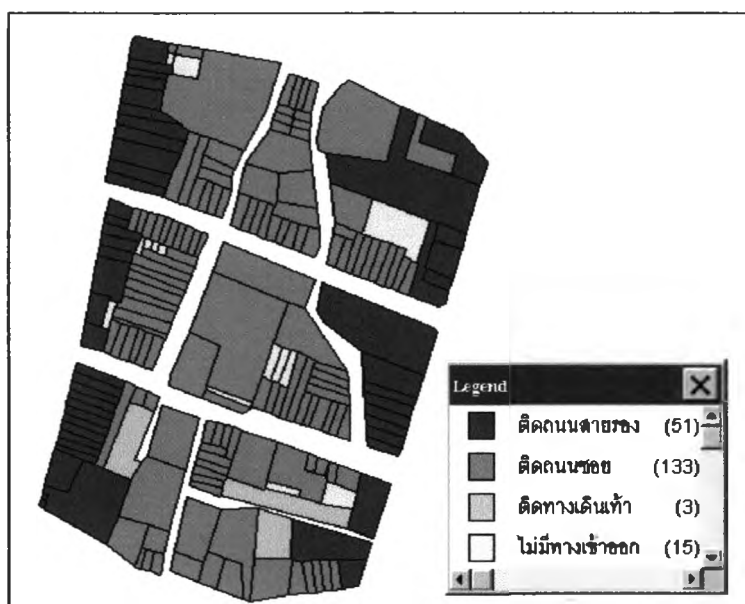 Legend
ติดถนนสายรอง (51)
ติดถนนซอย (133)
ติดทางเดินเท้า (3)
ไม่มีทางเข้าออก (15)